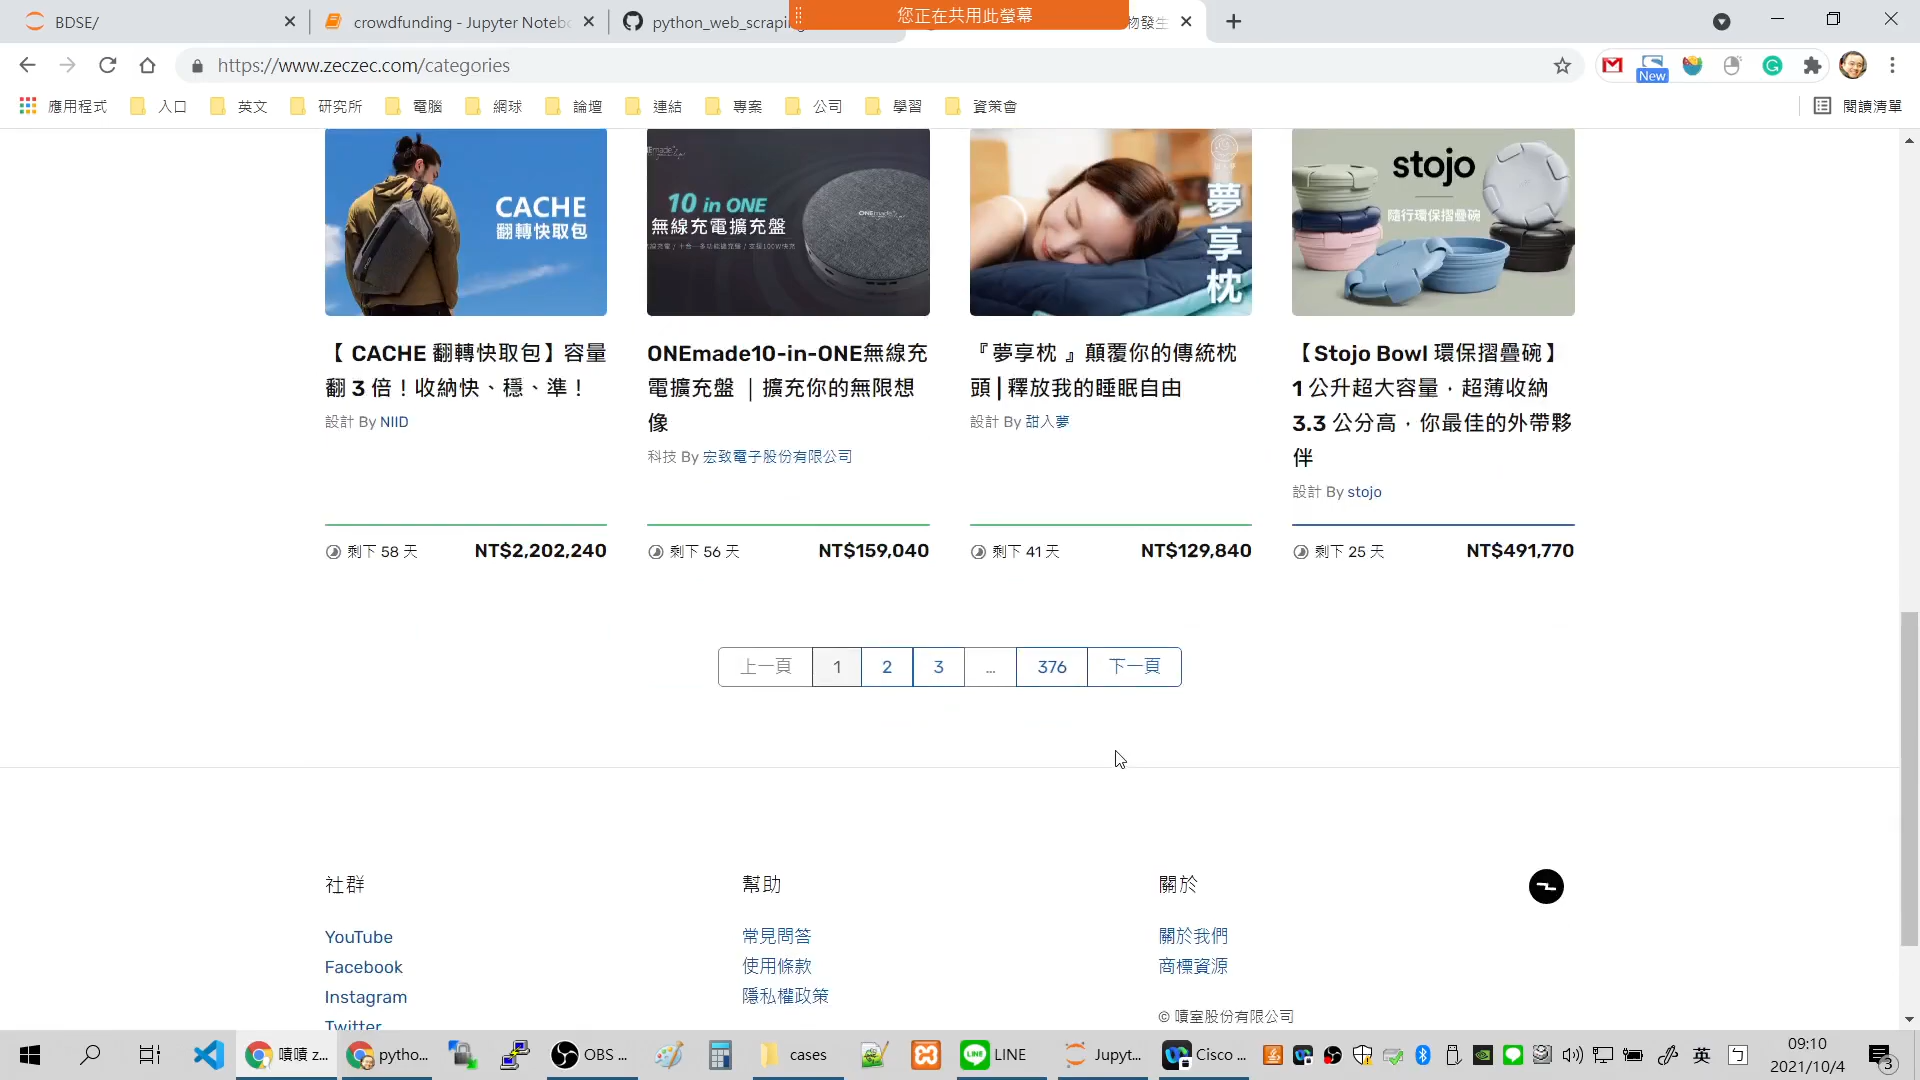 BDSE/
crowdfunding - Jupyter Notebo
python_web_scraping
您正在共用此螢幕
物發生
https://www.zeczec.com/categories
New
應用程式 入口 英文 研究所 電腦 網球 論壇 連結 專案 公司 學習 資策會 閱讀清單
CACHE
翻轉快取包
ONEmade
10 in ONE
無線充電擴充盤
夢享枕
stojo
隨行環保摺疊碗
【 CACHE 翻轉快取包】容量
翻 3 倍！收納快、穩、準！
設計 By NIID
ONEmade10-in-ONE無線充
電擴充盤 ｜擴充你的無限想
像
科技 By 宏致電子股份有限公司
『夢享枕 』顛覆你的傳統枕
頭 | 釋放我的睡眠自由
設計 By 甜入夢
【Stojo Bowl 環保摺疊碗】
1 公升超大容量．超薄收納
3.3 公分高．你最佳的外帶夥
伴
設計 By stojo
剩下 58 天 NT$2,202,240
剩下 56 天 NT$159,040
剩下 41 天 NT$129,840
剩下 25 天 NT$491,770
上一頁 1 2 3 … 376 下一頁
社群
YouTube
Facebook
Instagram
Twitter
幫助
常見問答
使用條款
隱私權政策
關於
關於我們
商標資源
© 嘖室股份有限公司
嘖嘖 z...
pytho...
OBS ...
cases
LINE
Jupyt...
Cisco ...
英
09:10
2021/10/4
3